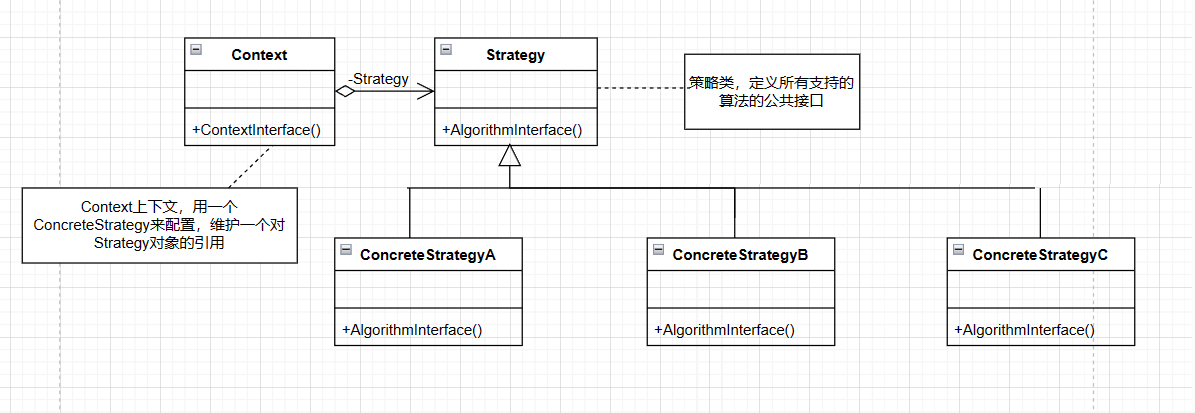 Context
+ContextInterface()
-Strategy
Strategy
+AlgorithmInterface()
策略类，定义所有支持的
算法的公共接口
Context上下文，用一个
ConcreteStrategy来配置，维护一个对
Strategy对象的引用
ConcreteStrategyA
+AlgorithmInterface()
ConcreteStrategyB
+AlgorithmInterface()
ConcreteStrategyC
+AlgorithmInterface()